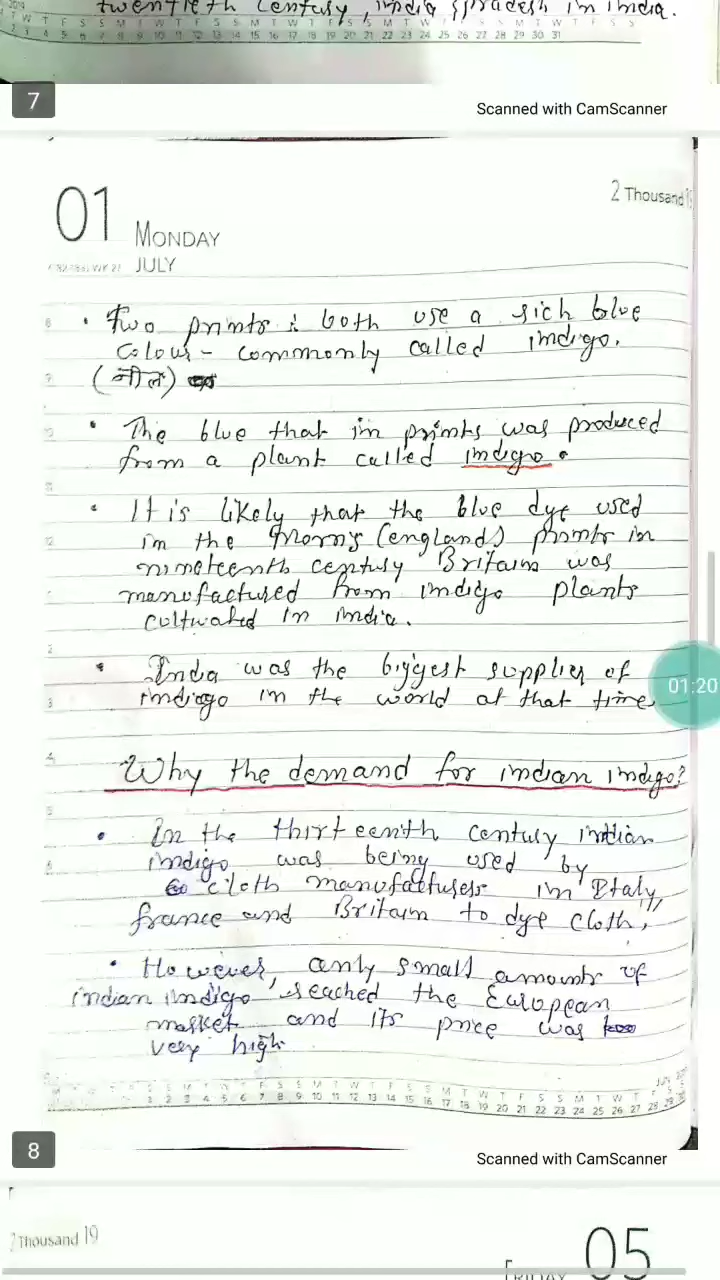 twentieth century, india
pradesh in india.
7
Scanned with CamScanner
01
MONDAY
JULY
2 Thousand
• Two prints : both use a rich blue
colour - commonly called indigo.
(नील)
• The blue that in prints was produced
from a plant called indigo.
• It is likely that the blue dye used
in the Morris (england) prints in
nineteenth century Britain was
manufactured from indigo plants
cultivated in india.
• India was the biggest supplier of
indiago in the world at that time
01:20
Why the demand for indian indigo?
• In the thirteenth century indian
indigo was being used by
cloth manufactures in Italy,
france and Britain to dye cloth,
• However, only small amounts of
indian indigo reached the European
market and its price was
very high
8
Scanned with CamScanner
2 Thousand 19
FRIDAY
05